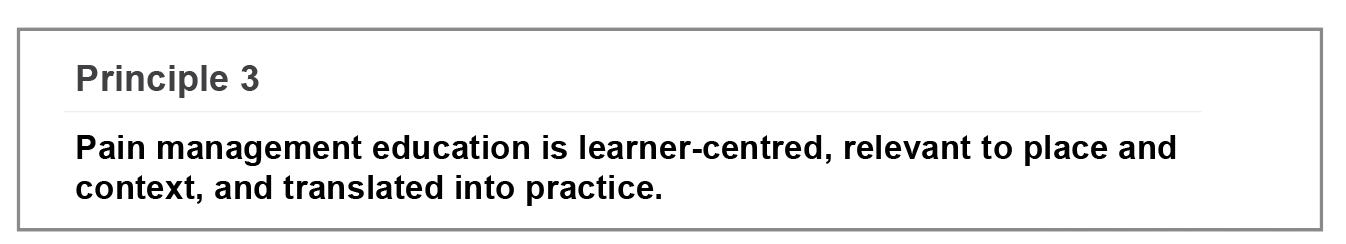 Principle 3
Pain management education is learner-centred, relevant to place and
context, and translated into practice.